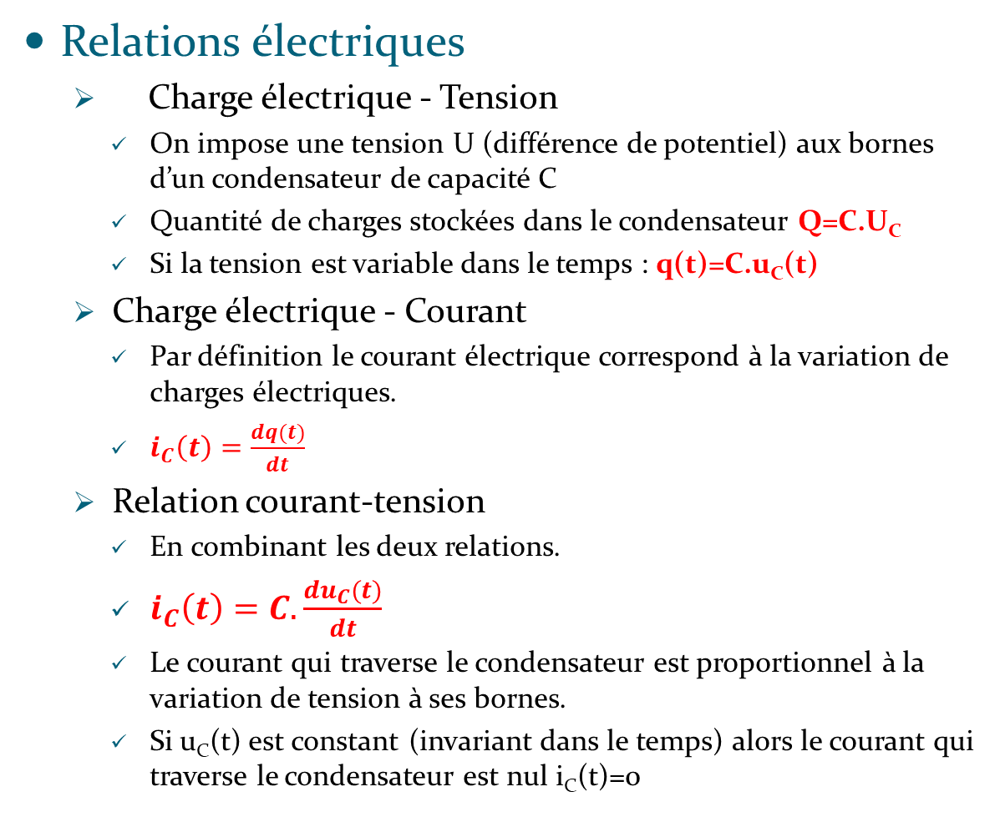 • Relations électriques
➢ Charge électrique - Tension
✓ On impose une tension U (différence de potentiel) aux bornes
d’un condensateur de capacité C
✓ Quantité de charges stockées dans le condensateur Q=C.U_C
✓ Si la tension est variable dans le temps : q(t)=C.u_C(t)
➢ Charge électrique - Courant
✓ Par définition le courant électrique correspond à la variation de
charges électriques.
✓ i_C(t) = dq(t)/dt
➢ Relation courant-tension
✓ En combinant les deux relations.
✓ i_C(t) = C. du_C(t)/dt
✓ Le courant qui traverse le condensateur est proportionnel à la
variation de tension à ses bornes.
✓ Si u_C(t) est constant (invariant dans le temps) alors le courant qui
traverse le condensateur est nul i_C(t)=0